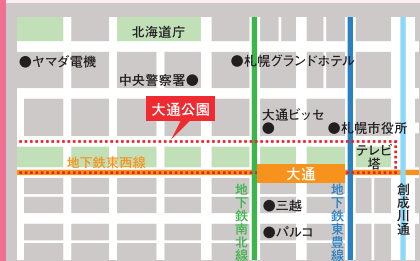 北海道庁
●ヤマダ電機
●札幌グランドホテル
中央警察署●
大通公園
大通ビッセ
●札幌市役所
テレビ塔
地下鉄東西線
大通
地下鉄南北線
●三越
地下鉄東豊線
創成川通
●パルコ